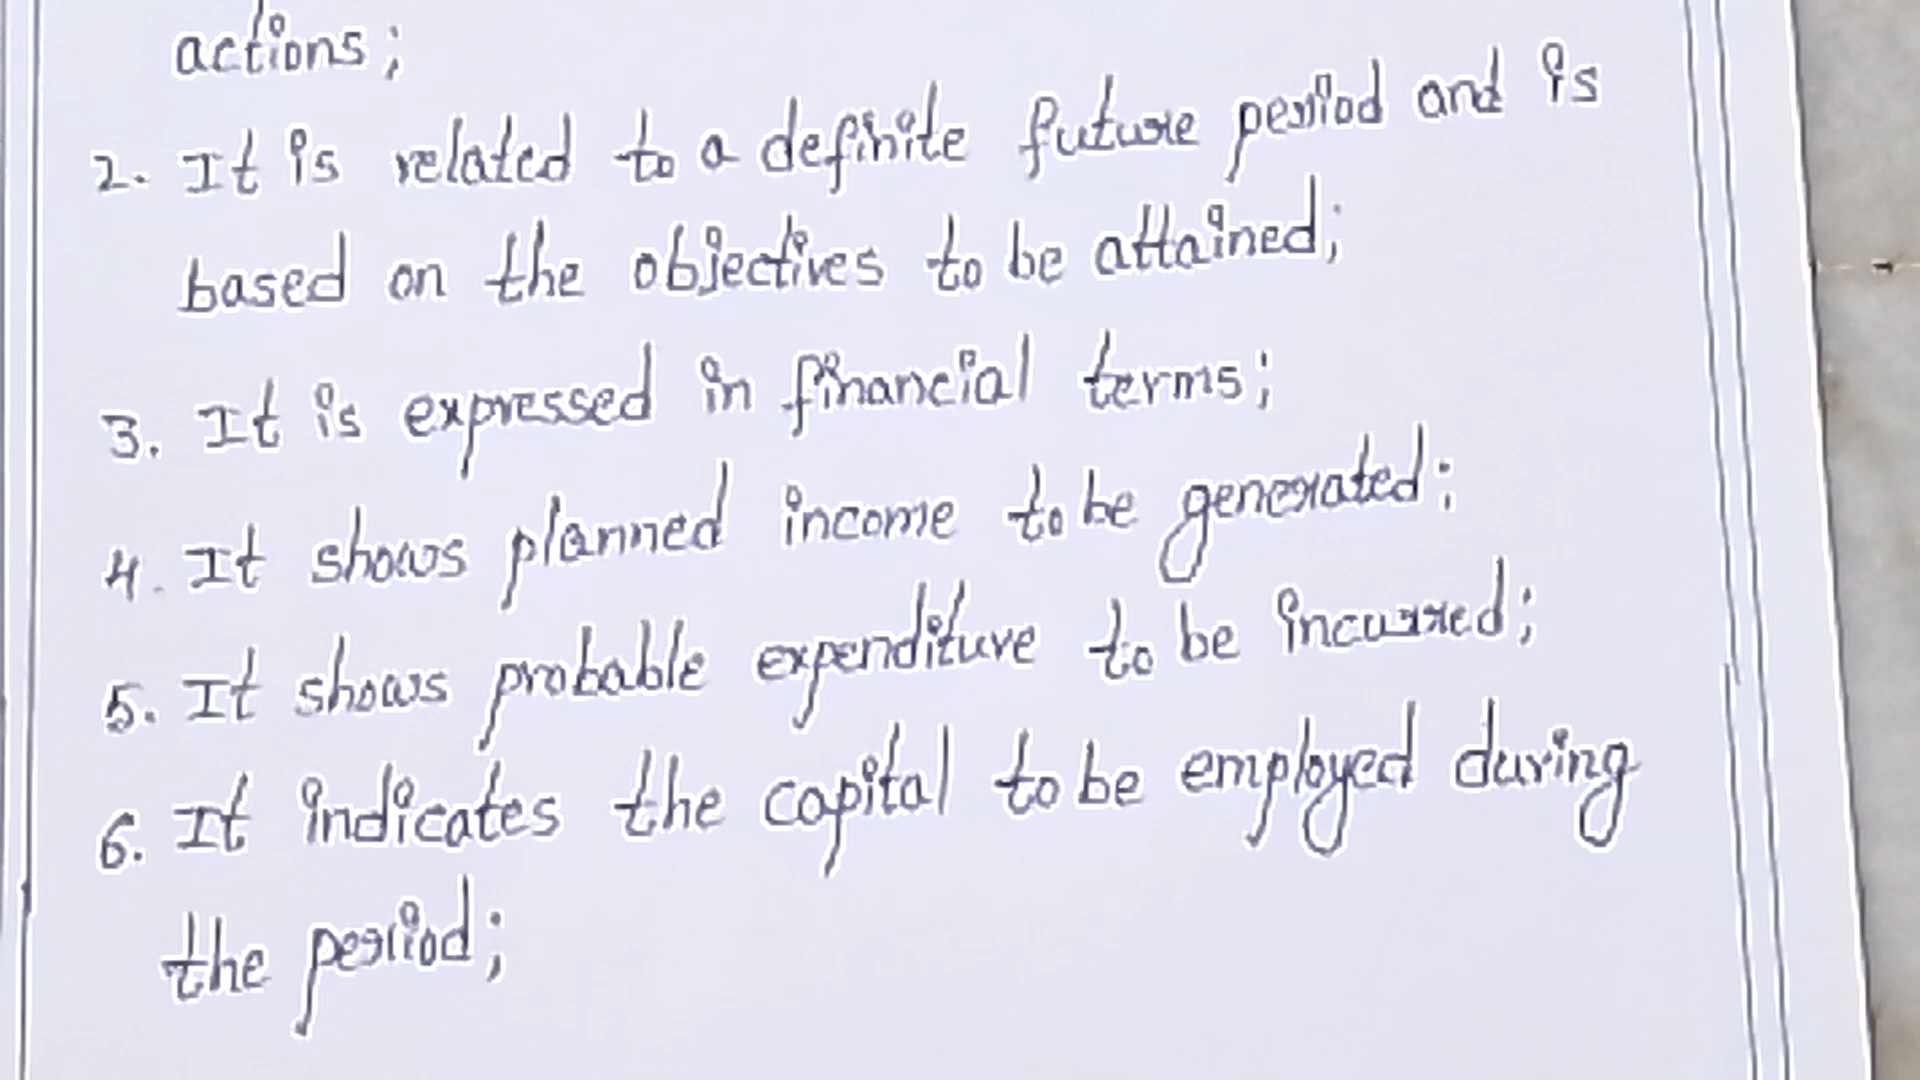 actions;
2. It is related to a definite future period and is
based on the objectives to be attained;
3. It is expressed in financial terms;
4. It shows planned income to be generated;
5. It shows probable expenditure to be incurred;
6. It indicates the capital to be employed during
the period;